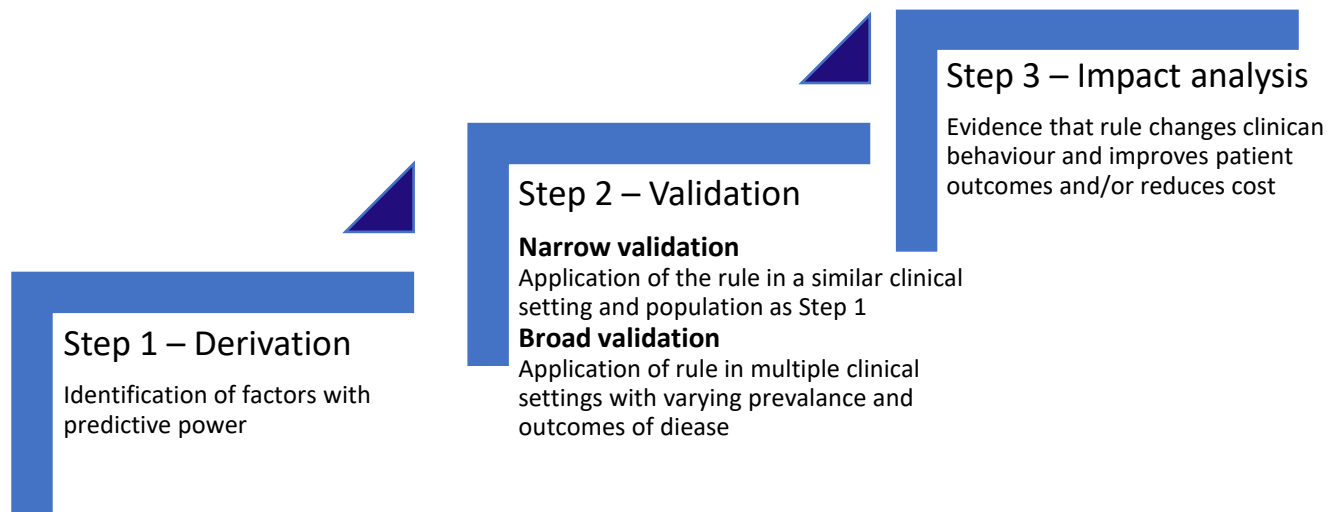 Step 1 – Derivation
Identification of factors with
predictive power
Step 2 – Validation
Narrow validation
Application of the rule in a similar clinical
setting and population as Step 1
Broad validation
Application of rule in multiple clinical
settings with varying prevalance and
outcomes of diease
Step 3 – Impact analysis
Evidence that rule changes clinican
behaviour and improves patient
outcomes and/or reduces cost